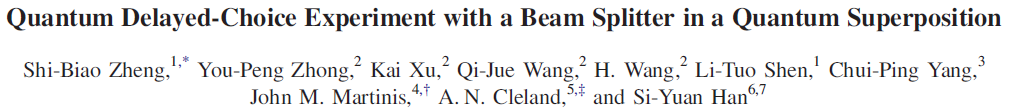 Quantum Delayed-Choice Experiment with a Beam Splitter in a Quantum Superposition
Shi-Biao Zheng,1,* You-Peng Zhong,2 Kai Xu,2 Qi-Jue Wang,2 H. Wang,2 Li-Tuo Shen,1 Chui-Ping Yang,3
John M. Martinis,4,† A. N. Cleland,5,‡ and Si-Yuan Han6,7